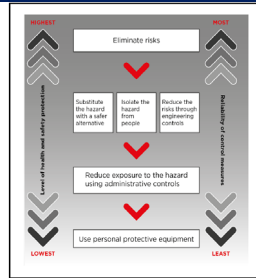 HIGHEST
MOST
Eliminate risks
Substitute
the hazard
with a safer
alternative
Isolate the
hazard
from
people
Reduce the
risks through
engineering
controls
Level of health and safety protection
Reliability of control measures
Reduce exposure to the hazard
using administrative controls
Use personal protective equipment
LOWEST
LEAST